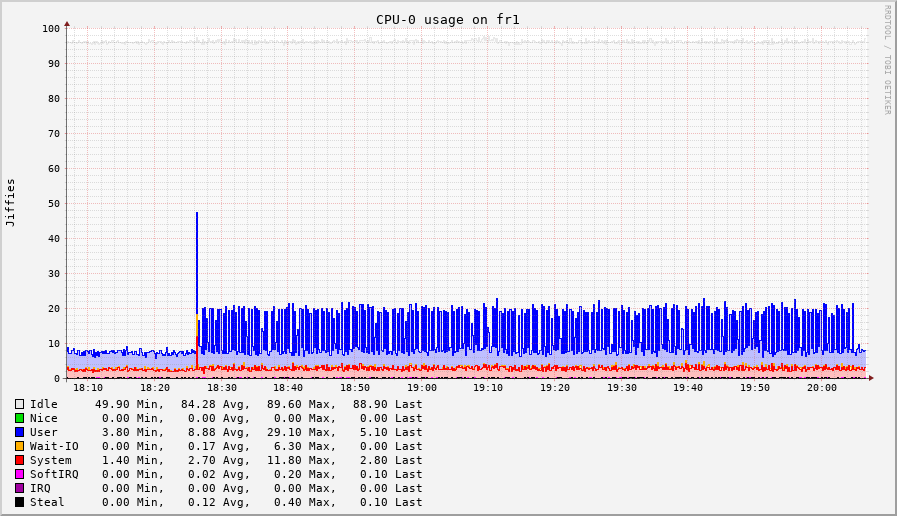 CPU-0 usage on fr1
RRDTOOL / TOBI OETIKER
Jiffies
100
90
80
70
60
50
40
30
20
10
0
18:10 18:20 18:30 18:40 18:50 19:00 19:10 19:20 19:30 19:40 19:50 20:00
Idle 49.90 Min, 84.28 Avg, 89.60 Max, 88.90 Last
Nice 0.00 Min, 0.00 Avg, 0.00 Max, 0.00 Last
User 3.80 Min, 8.88 Avg, 29.10 Max, 5.10 Last
Wait-IO 0.00 Min, 0.17 Avg, 6.30 Max, 0.00 Last
System 1.40 Min, 2.70 Avg, 11.80 Max, 2.80 Last
SoftIRQ 0.00 Min, 0.02 Avg, 0.20 Max, 0.10 Last
IRQ 0.00 Min, 0.00 Avg, 0.00 Max, 0.00 Last
Steal 0.00 Min, 0.12 Avg, 0.40 Max, 0.10 Last